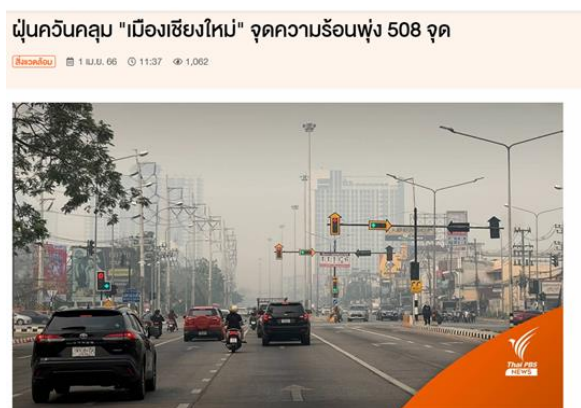 ฝุ่นควันคลุม "เมืองเชียงใหม่" จุดความร้อนพุ่ง 508 จุด
สิ่งแวดล้อม 1 เม.ย. 66 11:37 1,062
Thai PBS
NEWS